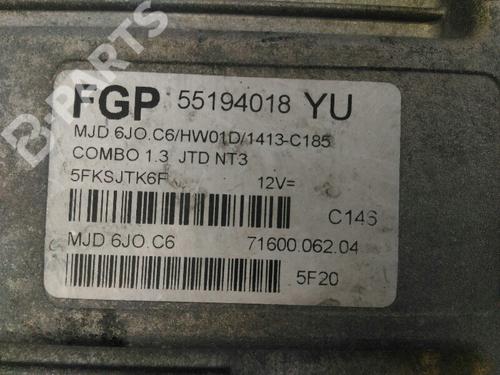 B-PARTS
FGP 55194018 YU
MJD 6JO.C6/HW01D/1413-C185
COMBO 1.3 JTD NT3
5FKSJTK6F 12V=
C146
MJD 6JO.C6 71600.062.04
5F20